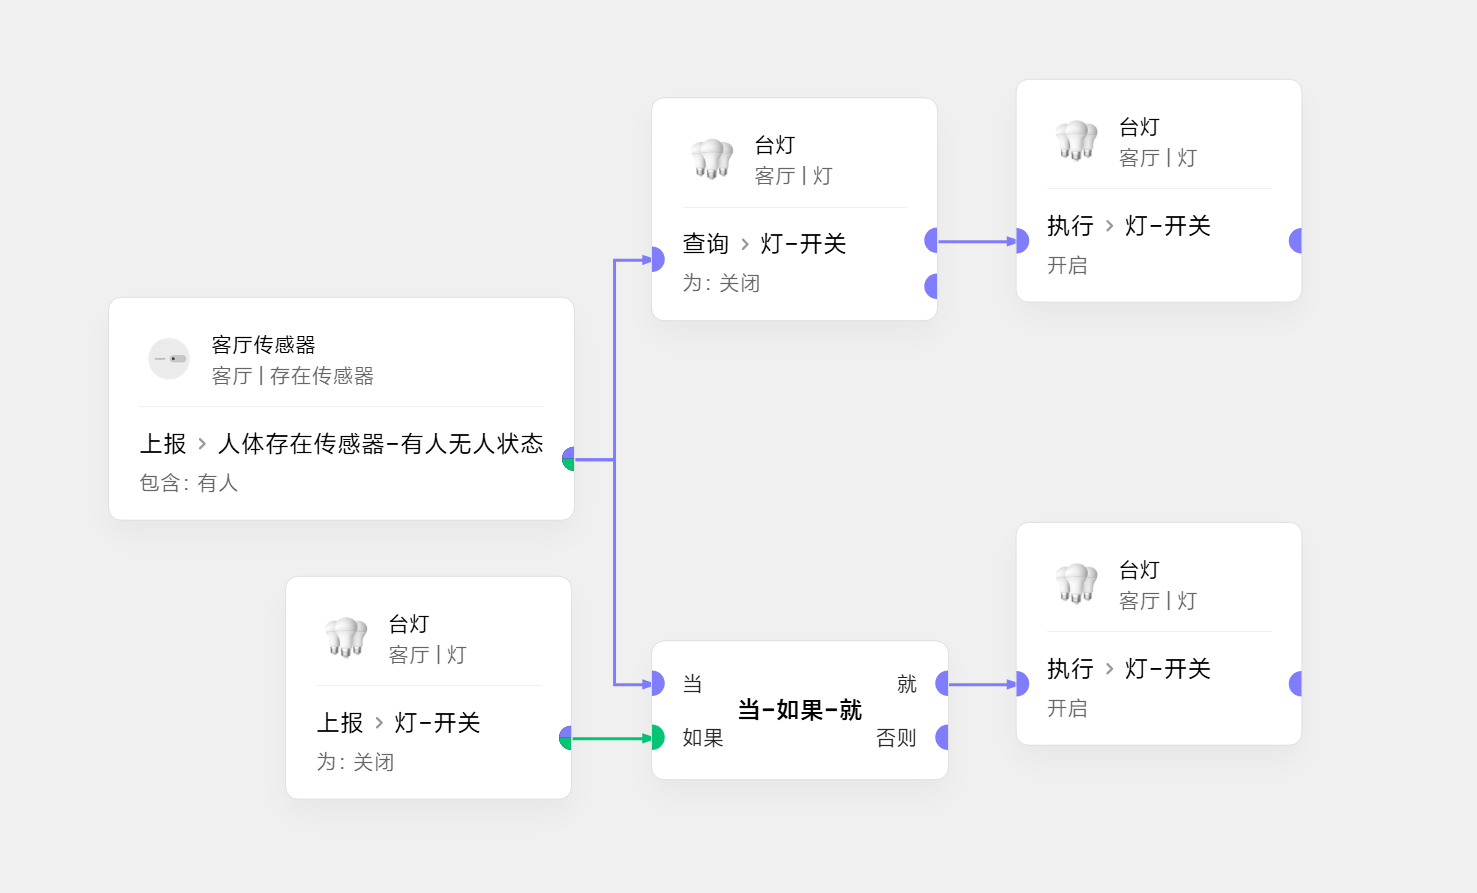 台灯
客厅 | 灯
执行 > 灯-开关
开启
台灯
客厅 | 灯
查询 > 灯-开关
为: 关闭
客厅传感器
客厅 | 存在传感器
上报 > 人体存在传感器-有人无人状态
包含: 有人
台灯
客厅 | 灯
上报 > 灯-开关
为: 关闭
当
就
当-如果-就
如果
否则
台灯
客厅 | 灯
执行 > 灯-开关
开启